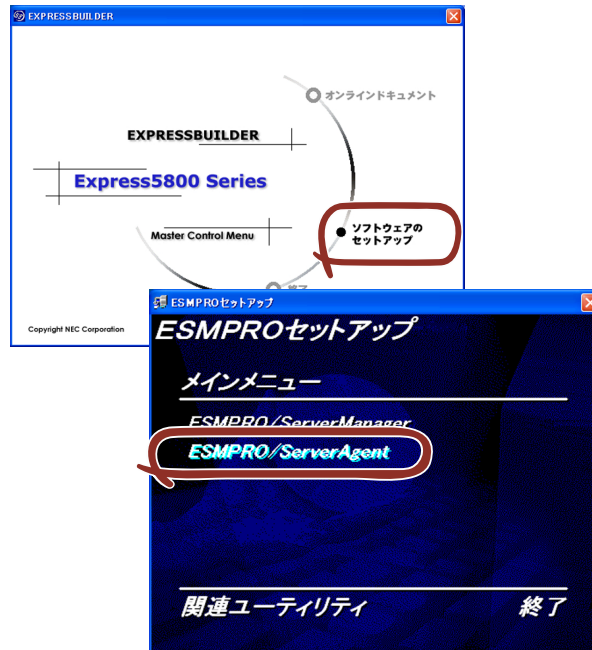 EXPRESSBUILDER
オンラインドキュメント
EXPRESSBUILDER
Express5800 Series
ソフトウェアの
セットアップ
Master Control Menu
終了
Copyright NEC Corporation
ESMPROセットアップ
ESMPROセットアップ
メインメニュー
ESMPRO/ServerManager
ESMPRO/ServerAgent
関連ユーティリティ
終了